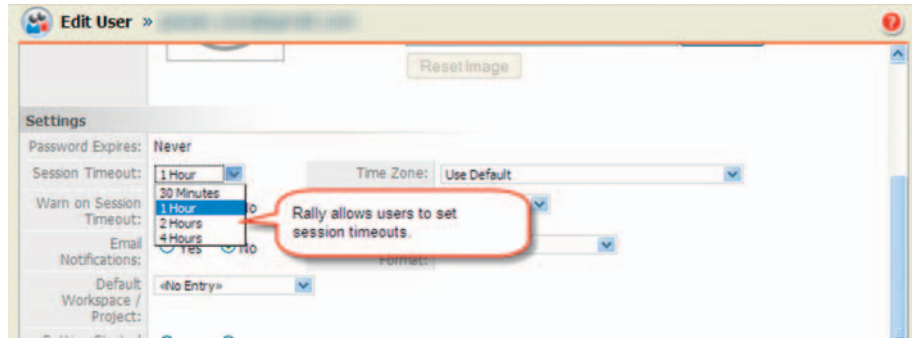 Edit User »
?
Reset Image
Settings
Password Expires: Never
Session Timeout: 1 Hour
Time Zone: Use Default
30 Minutes
1 Hour
2 Hours
4 Hours
Warn on Session
Timeout:
Rally allows users to set
session timeouts.
Email
Notifications:
Yes No
Format:
Default
Workspace /
Project:
«No Entry»